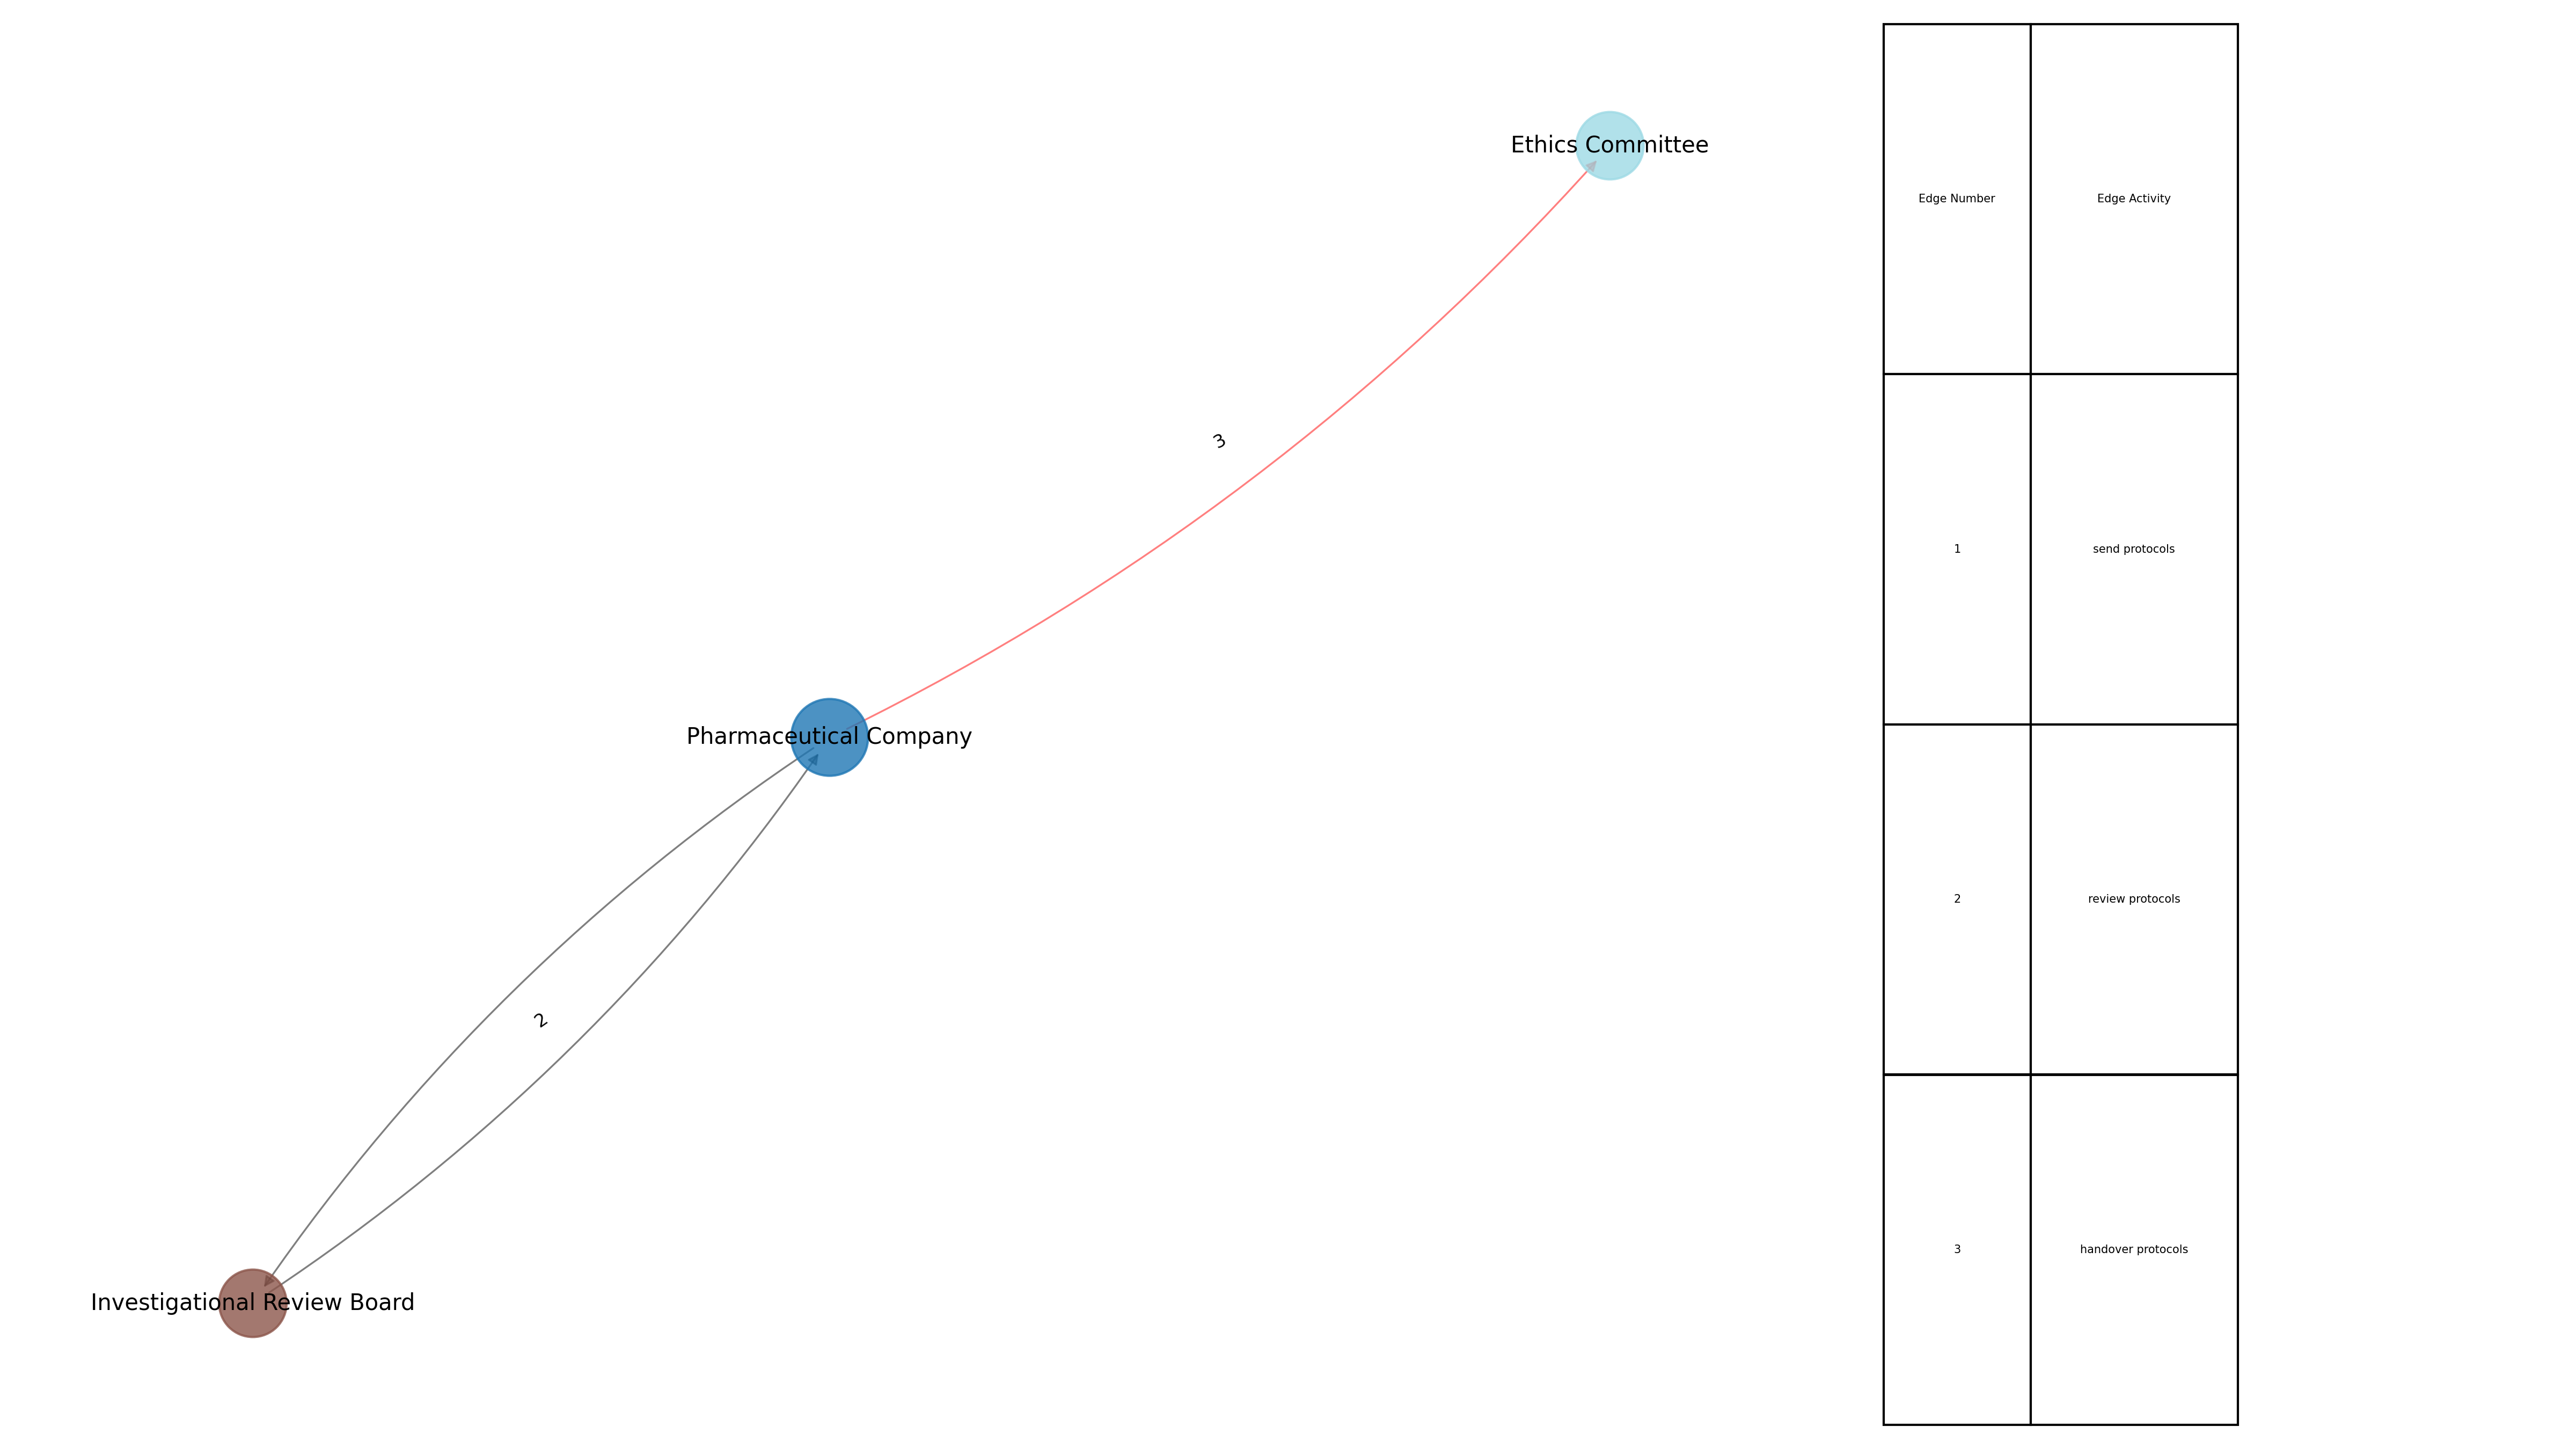 Ethics Committee
3
Pharmaceutical Company
2
Investigational Review Board
Edge Number Edge Activity
1 send protocols
2 review protocols
3 handover protocols